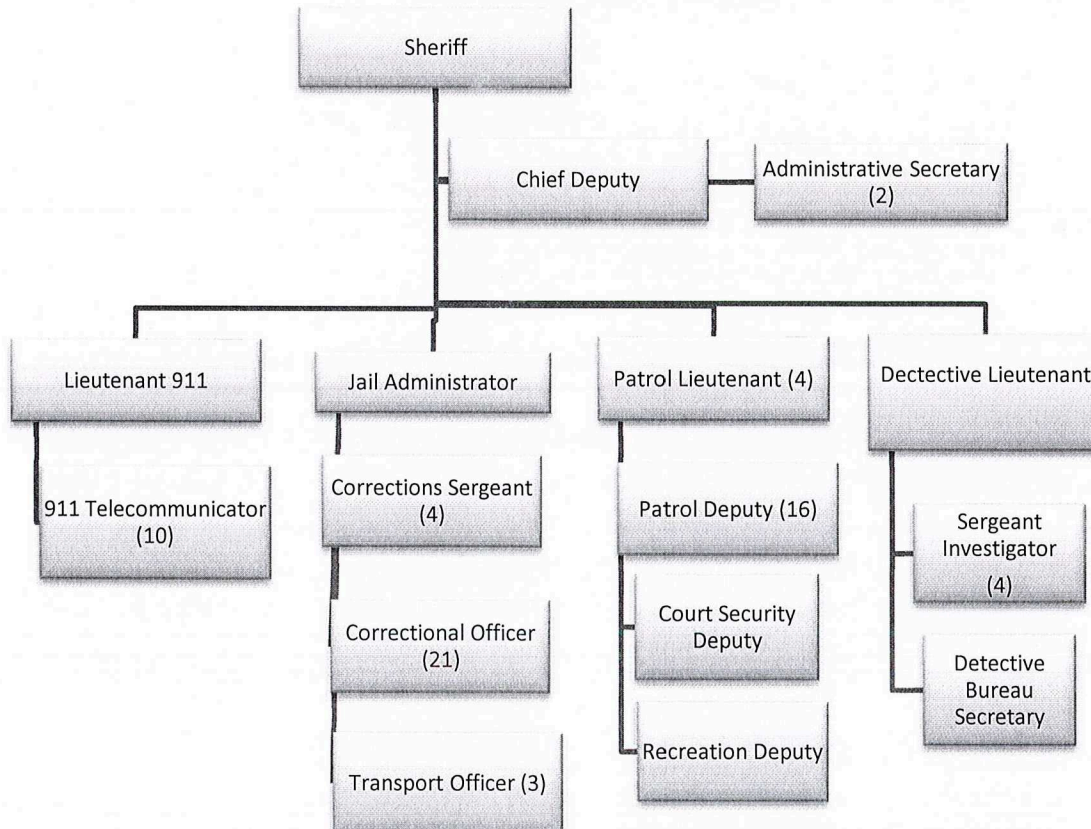 Sheriff
Chief Deputy
Administrative Secretary
(2)
Lieutenant 911
Jail Administrator
Patrol Lieutenant (4)
Dectective Lieutenant
911 Telecommunicator
(10)
Corrections Sergeant
(4)
Patrol Deputy (16)
Sergeant
Investigator
(4)
Correctional Officer
(21)
Court Security
Deputy
Detective
Bureau
Secretary
Transport Officer (3)
Recreation Deputy